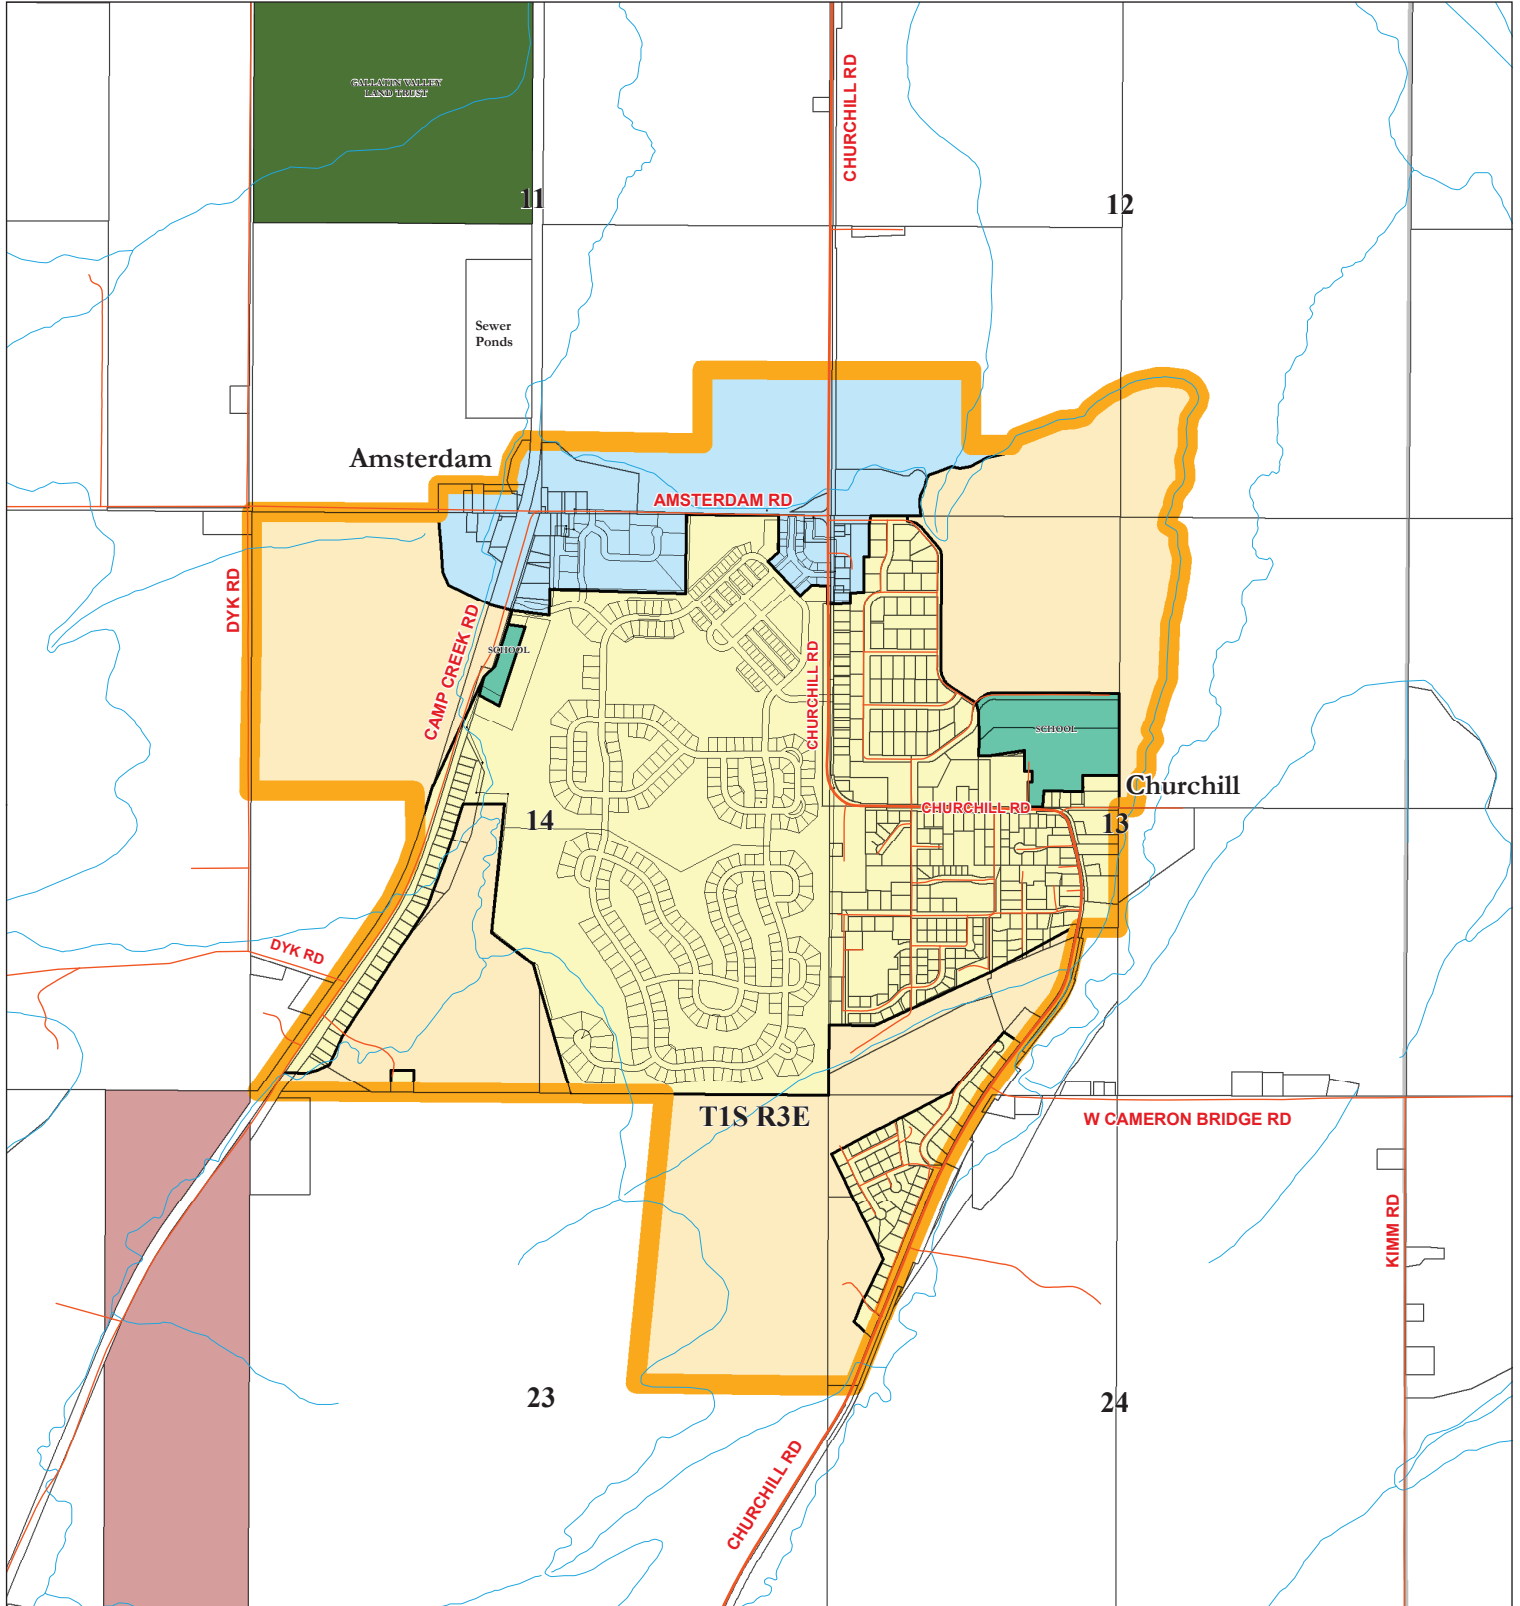 GALLATIN VALLEY
LAND TRUST
CHURCHILL RD
11
12
Sewer
Ponds
Amsterdam
AMSTERDAM RD
DYK RD
CAMP CREEK RD
SCHOOL
CHURCHILL RD
SCHOOL
Churchill
CHURCHILL RD
14
13
DYK RD
T1S R3E
W CAMERON BRIDGE RD
KIMM RD
23
24
CHURCHILL RD